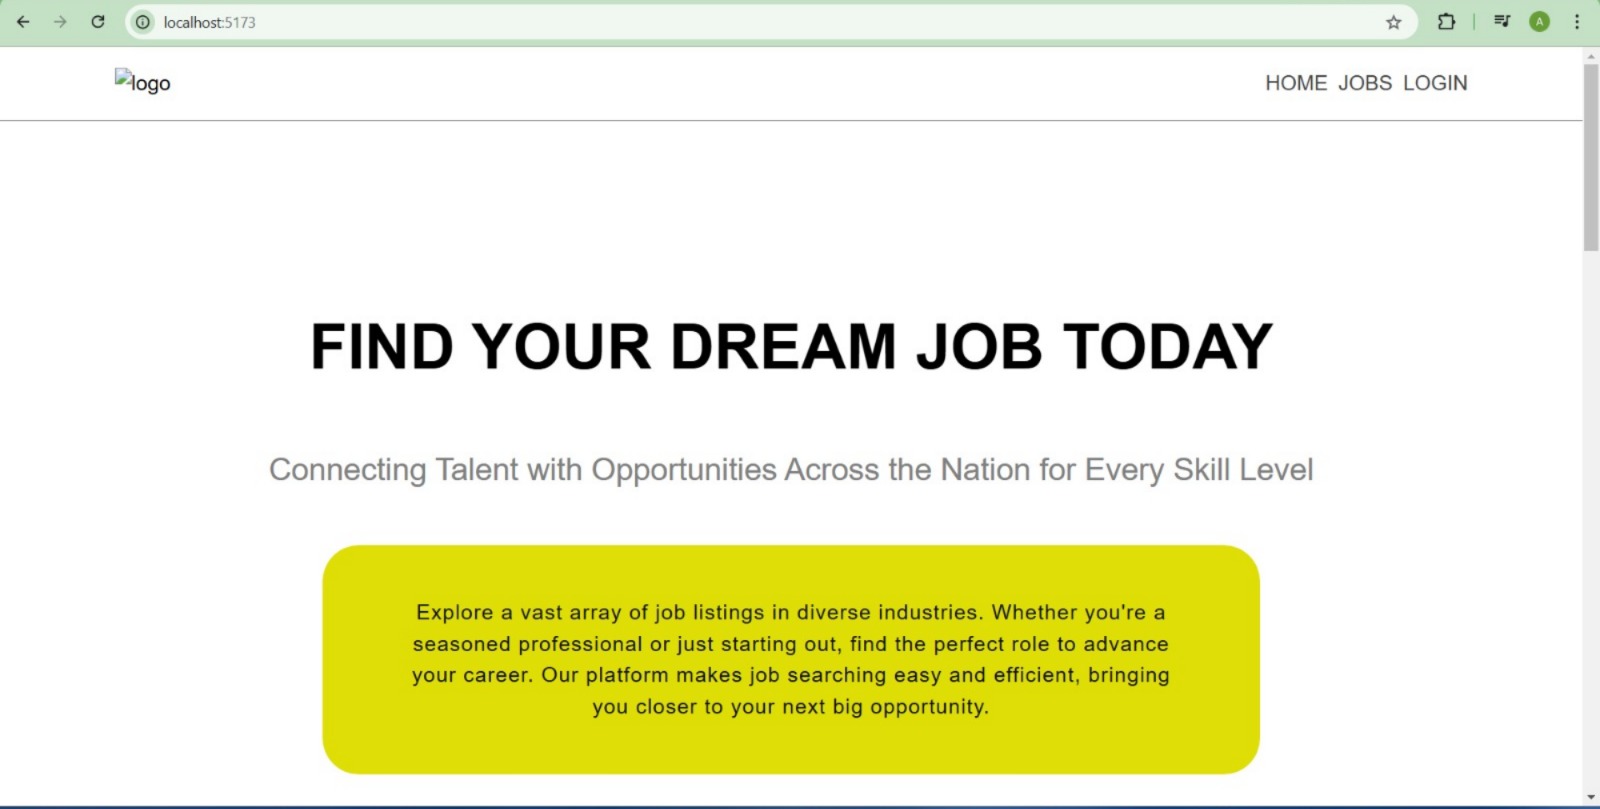 localhost:5173
A
logo
HOME JOBS LOGIN
FIND YOUR DREAM JOB TODAY
Connecting Talent with Opportunities Across the Nation for Every Skill Level
Explore a vast array of job listings in diverse industries. Whether you're a
seasoned professional or just starting out, find the perfect role to advance
your career. Our platform makes job searching easy and efficient, bringing
you closer to your next big opportunity.